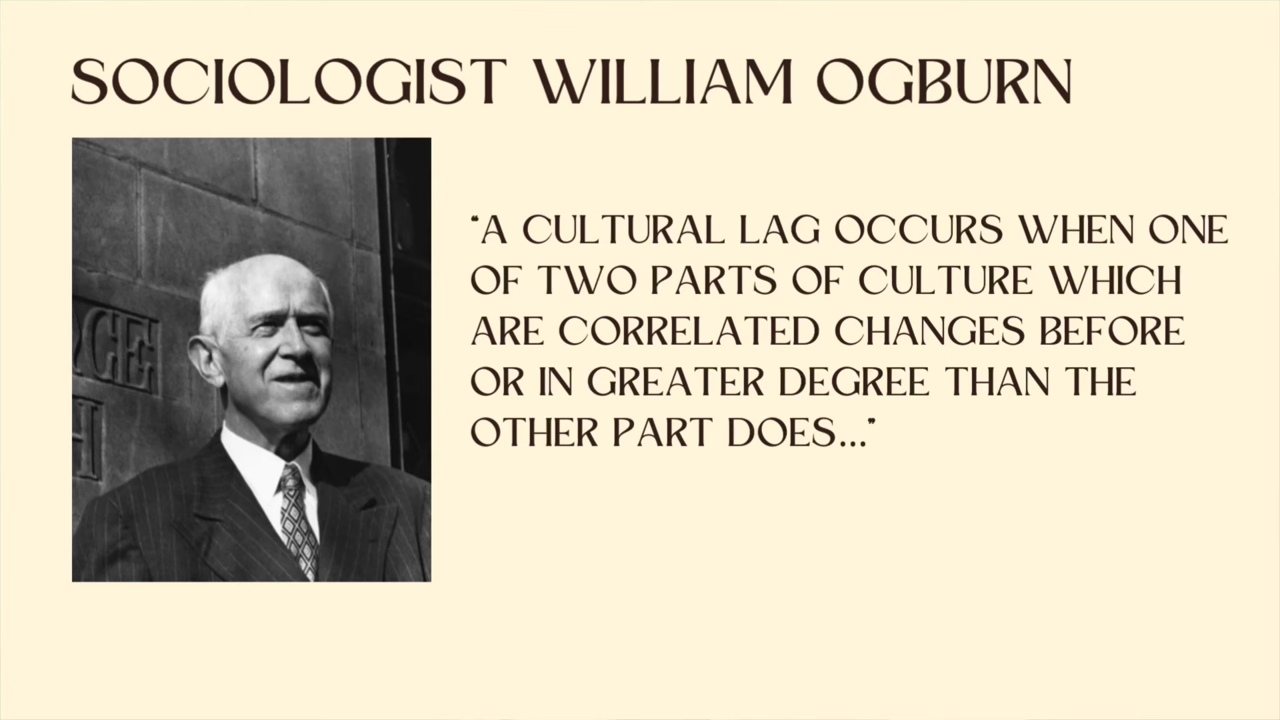 SOCIOLOGIST WILLIAM OGBURN
"A CULTURAL LAG OCCURS WHEN ONE
OF TWO PARTS OF CULTURE WHICH
ARE CORRELATED CHANGES BEFORE
OR IN GREATER DEGREE THAN THE
OTHER PART DOES..."